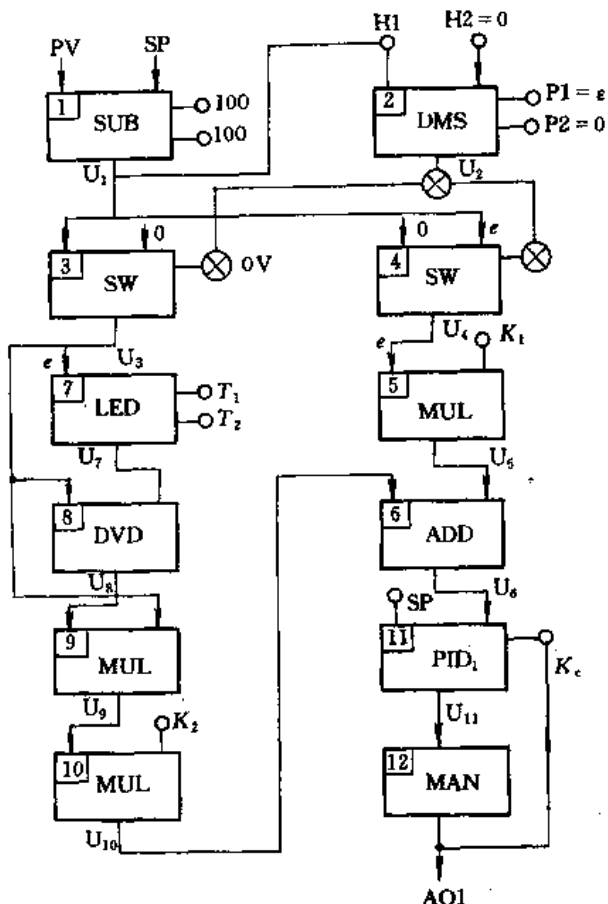 H1
H2 = 0
PV
SP
1
SUB
100
100
2
DMS
P1 = ε
P2 = 0
U₁
U₂
0
3
SW
0V
0
e
4
SW
U₃
U₄
K₁
e
7
LED
T₁
T₂
e
5
MUL
U₇
U₅
8
DVD
6
ADD
U₈
U₆
9
MUL
SP
11
PID₁
K꜀
U₉
K₂
U₁₁
10
MUL
12
MAN
U₁₀
AO1